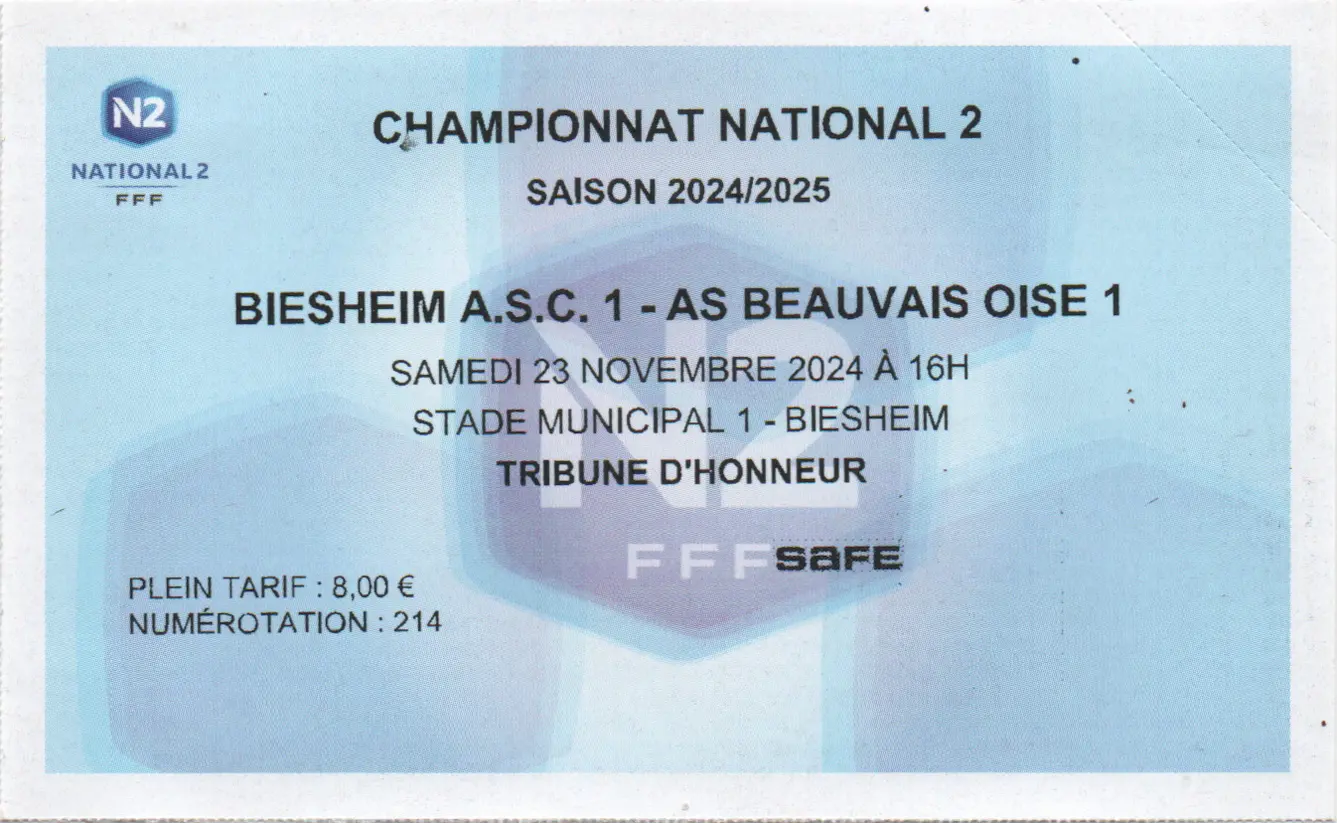 N2
NATIONAL 2
FFF
CHAMPIONNAT NATIONAL 2
SAISON 2024/2025
BIESHEIM A.S.C. 1 - AS BEAUVAIS OISE 1
SAMEDI 23 NOVEMBRE 2024 À 16H
STADE MUNICIPAL 1 - BIESHEIM
TRIBUNE D'HONNEUR
N2
FFF
SAFE
PLEIN TARIF : 8,00 €
NUMÉROTATION : 214